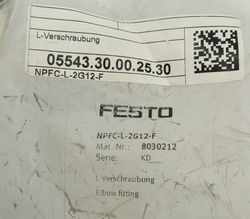 L-Verschraubung
05543.30.00.25.30
NPFC-L-2G12-F
FESTO
NPFC-L-2G12-F
Mat.-Nr.: 8030212
Serie: KD
L-Verschraubung
Elbow fitting